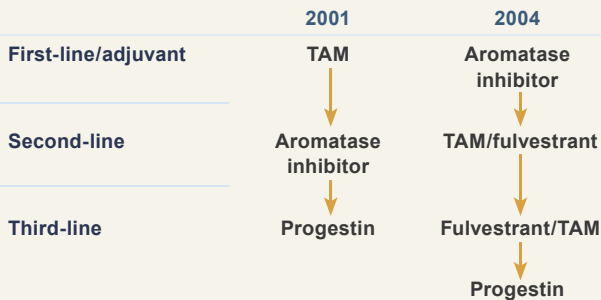 2001 2004
First-line/adjuvant TAM Aromatase
inhibitor
Second-line Aromatase TAM/fulvestrant
inhibitor
Third-line Progestin Fulvestrant/TAM
Progestin